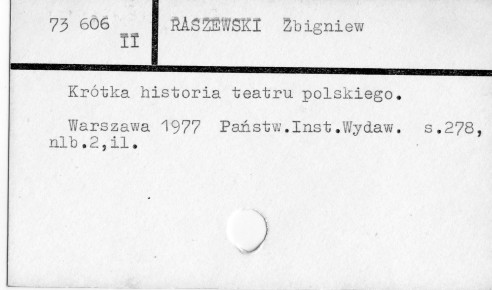 73 606 RASZEWSKI Zbigniew
II
Krótka historia teatru polskiego.
Warszawa 1977 Państw.Inst.Wydaw. s.278,
nlb.2,il.